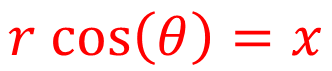 r cos(θ) = x